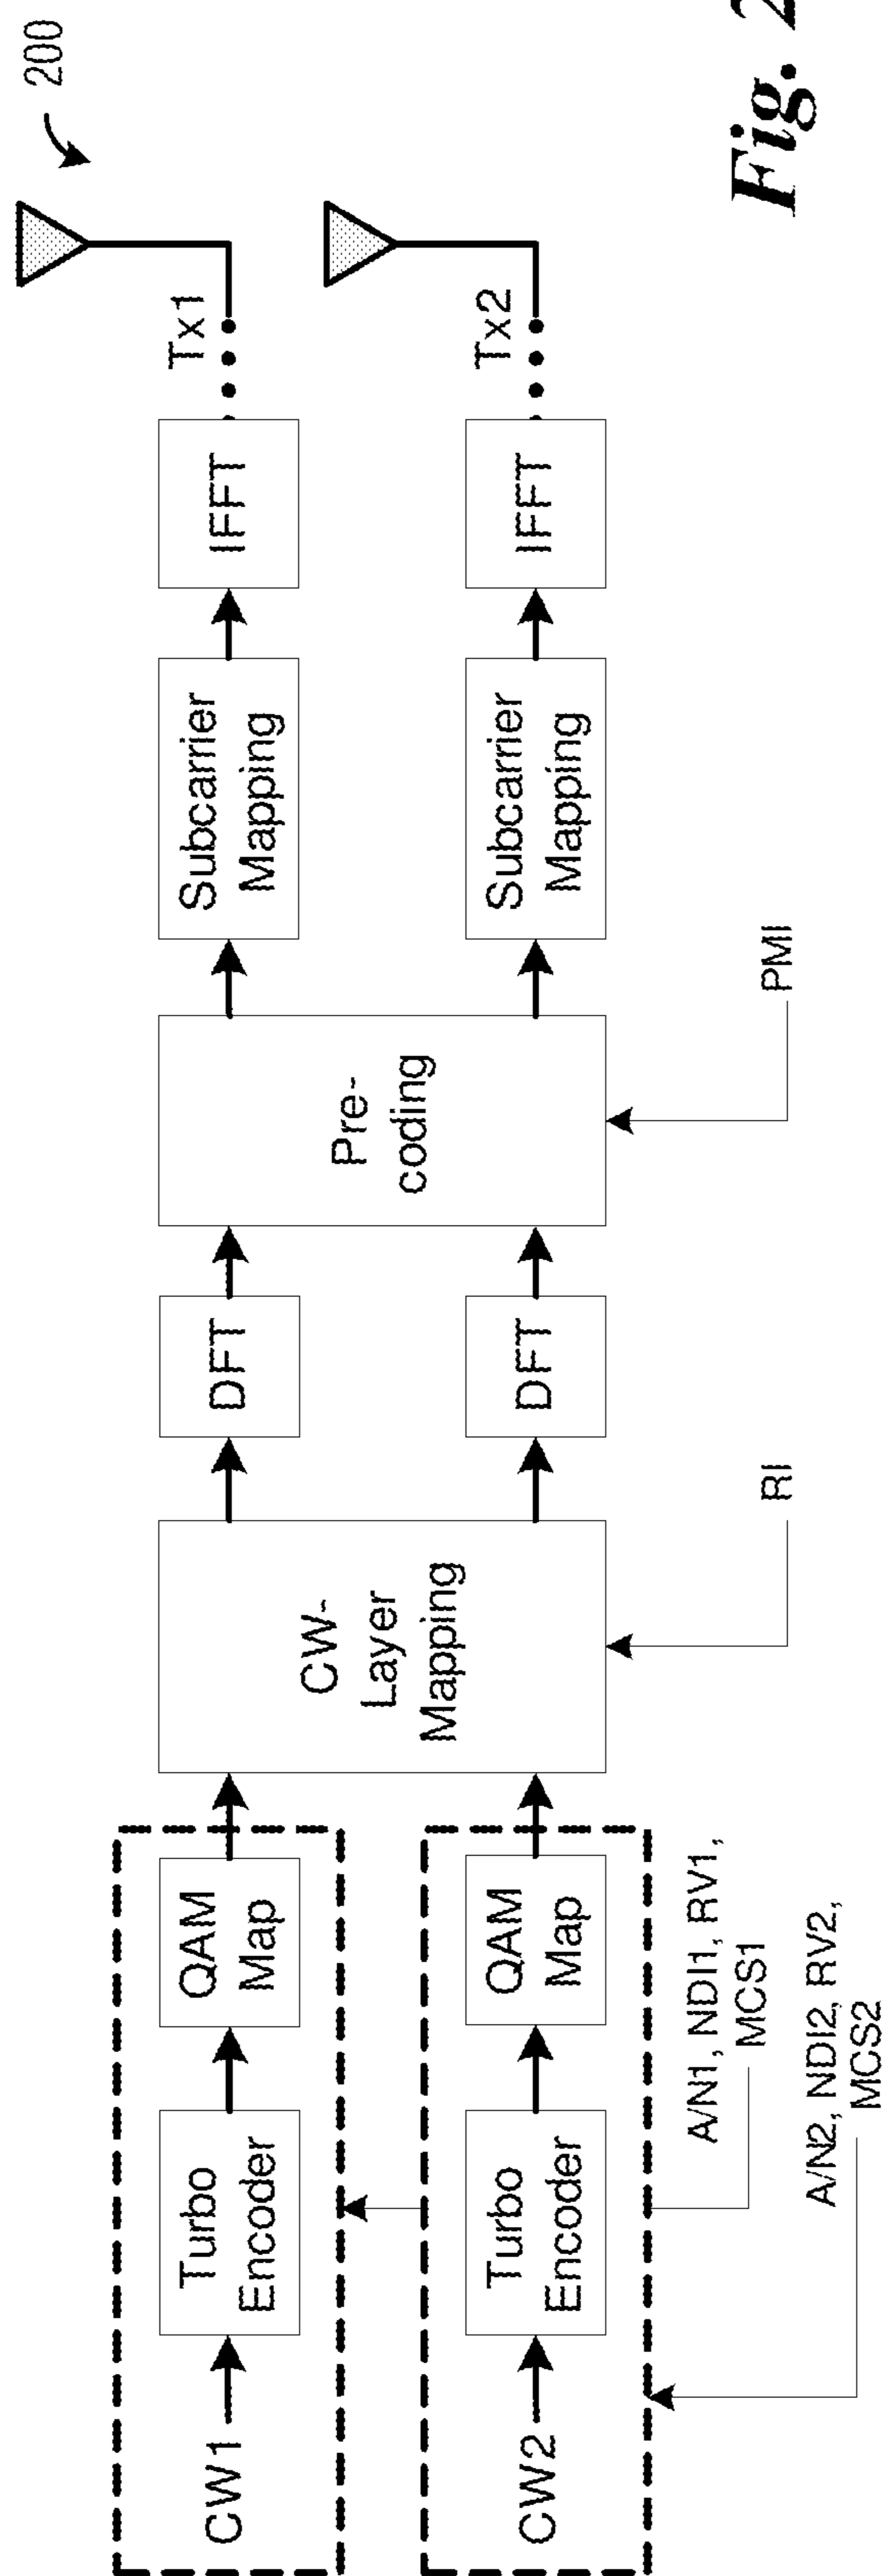 200
CW1
Turbo
Encoder
QAM
Map
CW2
Turbo
Encoder
QAM
Map
CW-
Layer
Mapping
DFT
DFT
Pre-
coding
Subcarrier
Mapping
Subcarrier
Mapping
IFFT
IFFT
Tx1
Tx2
A/N1, NDI1, RV1,
MCS1
A/N2, NDI2, RV2,
MCS2
RI
PMI
Fig. 2